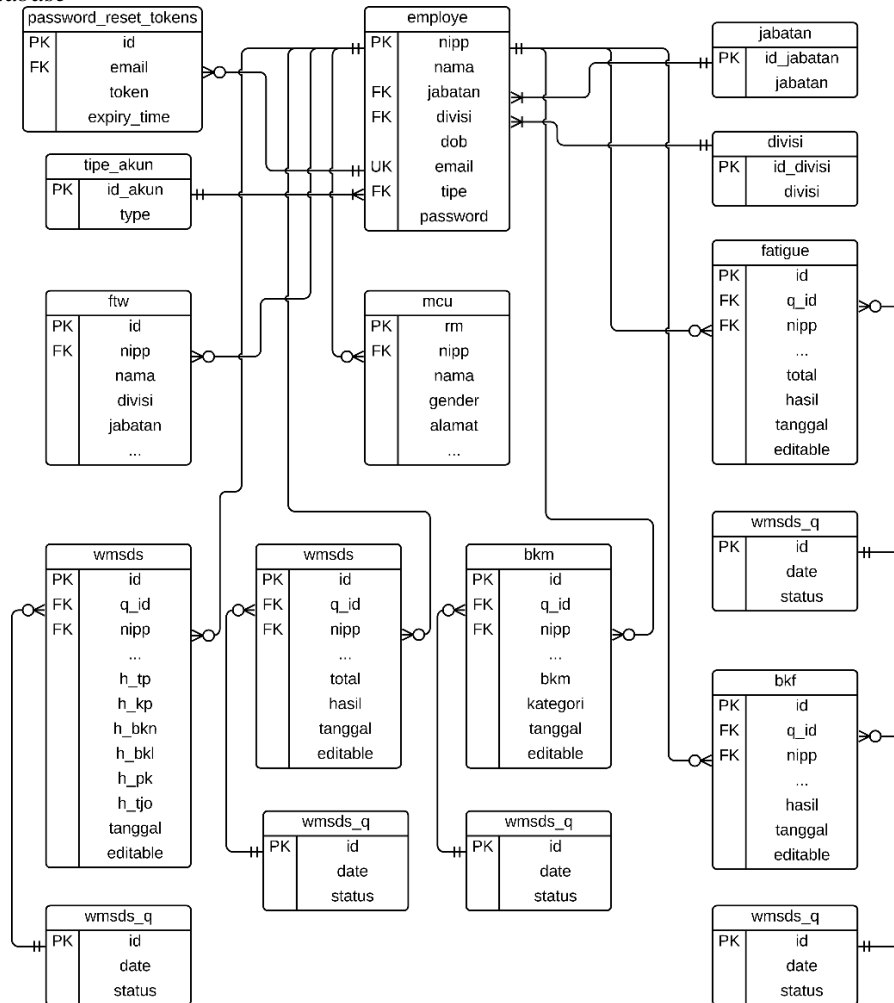 password_reset_tokens
PK id
FK email
token
expiry_time
employe
PK nipp
nama
FK jabatan
FK divisi
dob
UK email
FK tipe
password
jabatan
PK id_jabatan
jabatan
tipe_akun
PK id_akun
type
divisi
PK id_divisi
divisi
ftw
PK id
FK nipp
nama
divisi
jabatan
...
mcu
PK rm
FK nipp
nama
gender
alamat
...
fatigue
PK id
FK q_id
FK nipp
...
total
hasil
tanggal
editable
wmsds_q
PK id
date
status
wmsds
PK id
FK q_id
FK nipp
...
h_tp
h_kp
h_bkn
h_bkl
h_pk
h_tjo
tanggal
editable
wmsds
PK id
FK q_id
FK nipp
...
total
hasil
tanggal
editable
bkm
PK id
FK q_id
FK nipp
...
bkm
kategori
tanggal
editable
bkf
PK id
FK q_id
FK nipp
...
hasil
tanggal
editable
wmsds_q
PK id
date
status
wmsds_q
PK id
date
status
wmsds_q
PK id
date
status
wmsds_q
PK id
date
status